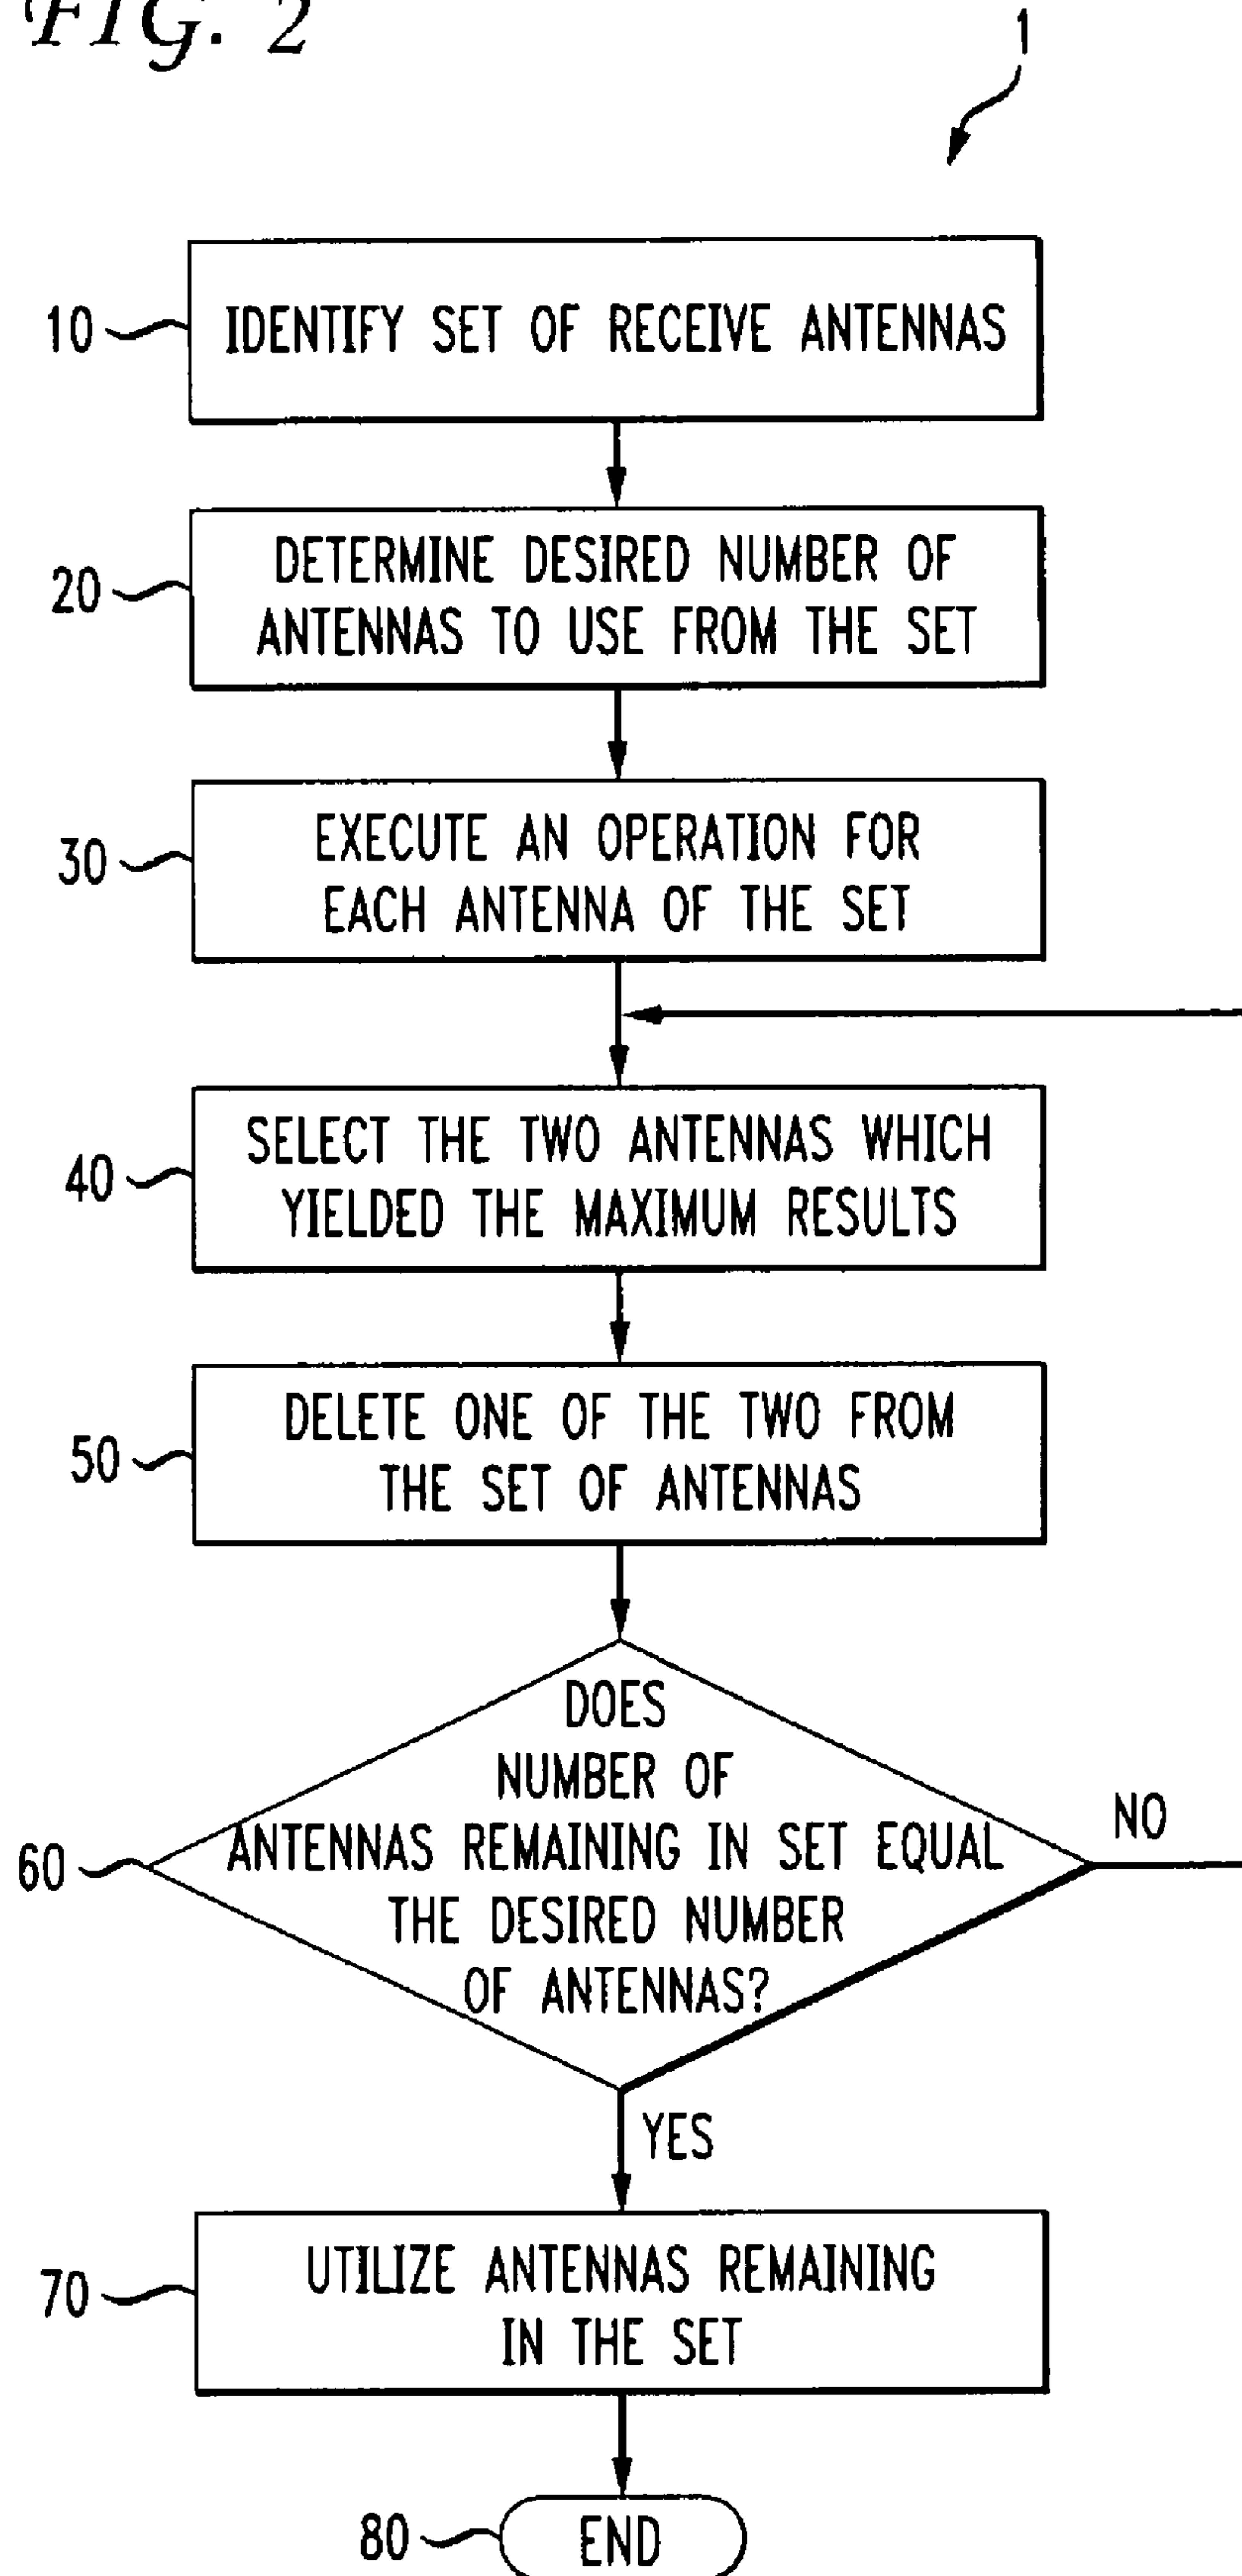 FIG. 2
1
10
IDENTIFY SET OF RECEIVE ANTENNAS
20
DETERMINE DESIRED NUMBER OF
ANTENNAS TO USE FROM THE SET
30
EXECUTE AN OPERATION FOR
EACH ANTENNA OF THE SET
40
SELECT THE TWO ANTENNAS WHICH
YIELDED THE MAXIMUM RESULTS
50
DELETE ONE OF THE TWO FROM
THE SET OF ANTENNAS
60
DOES
NUMBER OF
ANTENNAS REMAINING IN SET EQUAL
THE DESIRED NUMBER
OF ANTENNAS?
NO
YES
70
UTILIZE ANTENNAS REMAINING
IN THE SET
80
END